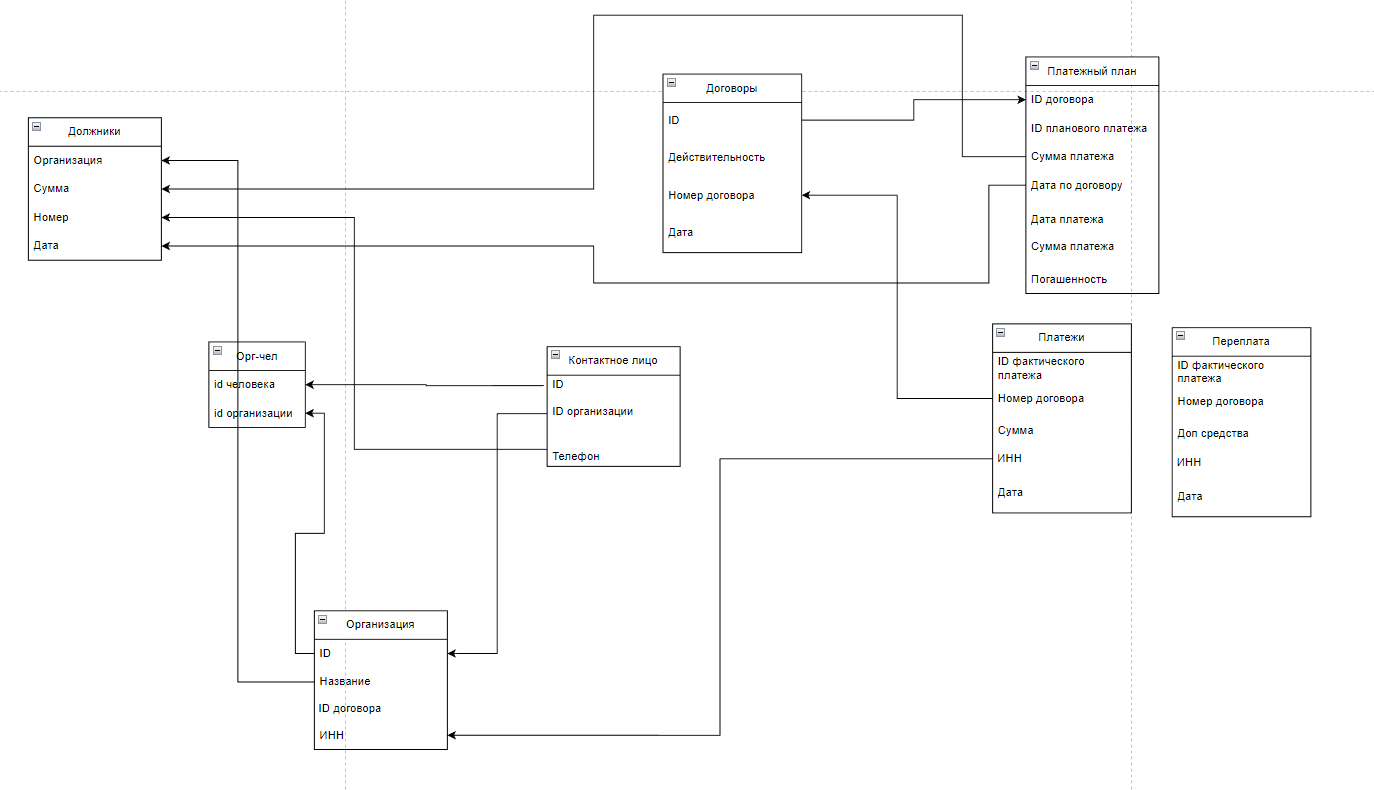 Должники
Организация
Сумма
Номер
Дата
Договоры
ID
Действительность
Номер договора
Дата
Платежный план
ID договора
ID планового платежа
Сумма платежа
Дата по договору
Дата платежа
Сумма платежа
Погашенность
Орг-чел
id человека
id организации
Контактное лицо
ID
ID организации
Телефон
Платежи
ID фактического
платежа
Номер договора
Сумма
ИНН
Дата
Переплата
ID фактического
платежа
Номер договора
Доп средства
ИНН
Дата
Организация
ID
Название
ID договора
ИНН